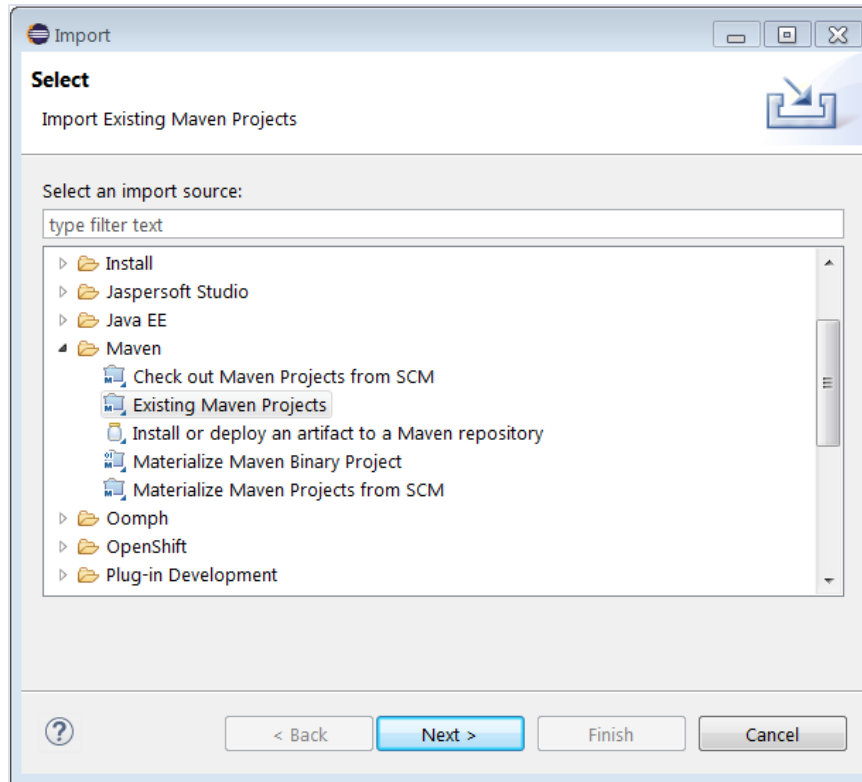 Import
Select
Import Existing Maven Projects
Select an import source:
type filter text
Install
Jaspersoft Studio
Java EE
Maven
Check out Maven Projects from SCM
Existing Maven Projects
Install or deploy an artifact to a Maven repository
Materialize Maven Binary Project
Materialize Maven Projects from SCM
Oomph
OpenShift
Plug-in Development
? < Back Next > Finish Cancel